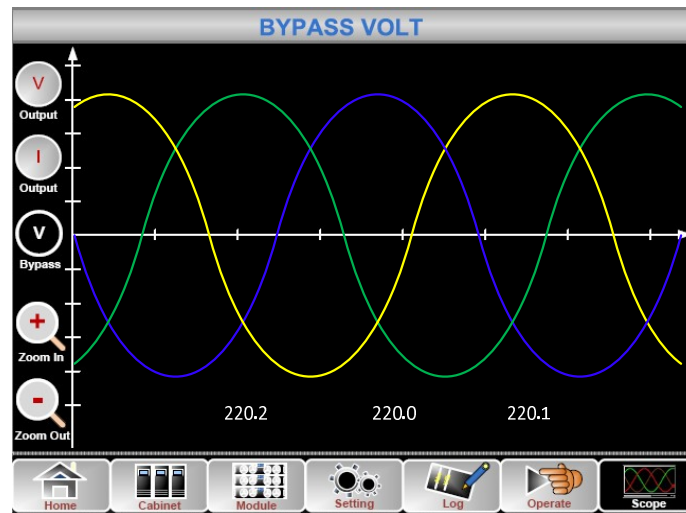 BYPASS VOLT
V
Output
I
Output
V
Bypass
+
Zoom In
-
Zoom Out
220.2 220.0 220.1
Home Cabinet Module Setting Log Operate Scope